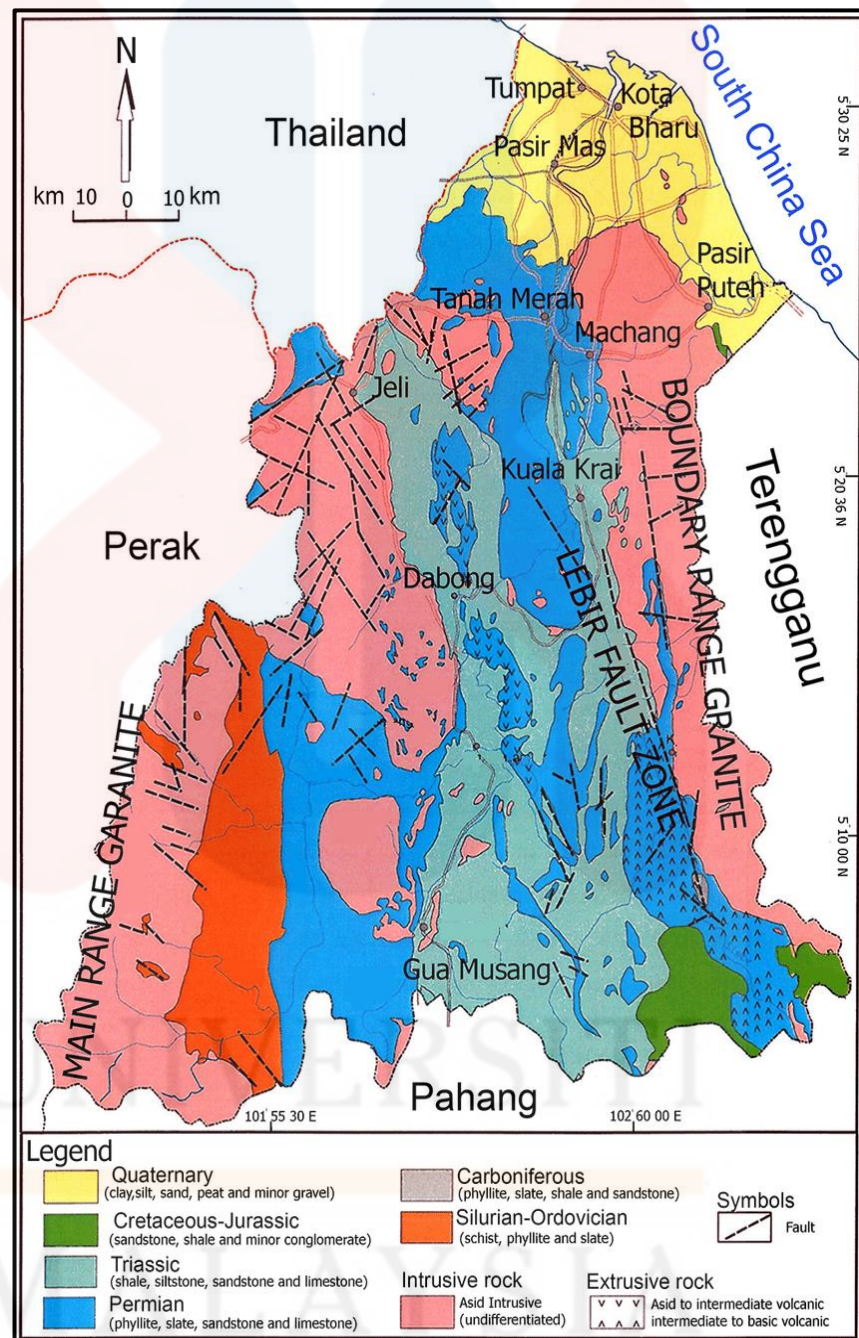 N
km 10 0 10 km
Thailand
South China Sea
Tumpat
Kota
Bharu
Pasir Mas
Pasir
Puteh
Tanah Merah
Machang
Jeli
Kuala Krai
Dabong
Gua Musang
Perak
Terengganu
Pahang
MAIN RANGE GARANITE
LEBIR FAULT ZONE
BOUNDARY RANGE GRANITE
5 30 25 N
5 20 36 N
5 10 00 N
101 55 30 E
102 60 00 E
UNIVERSITI
MALAYSIA
Legend
Quaternary
(clay,silt, sand, peat and minor gravel)
Cretaceous-Jurassic
(sandstone, shale and minor conglomerate)
Triassic
(shale, siltstone, sandstone and limestone)
Permian
(phyllite, slate, sandstone and limestone)
Carboniferous
(phyllite, slate, shale and sandstone)
Silurian-Ordovician
(schist, phyllite and slate)
Intrusive rock
Asid Intrusive
(undifferentiated)
Symbols
Fault
Extrusive rock
Asid to intermediate volcanic
intermediate to basic volcanic